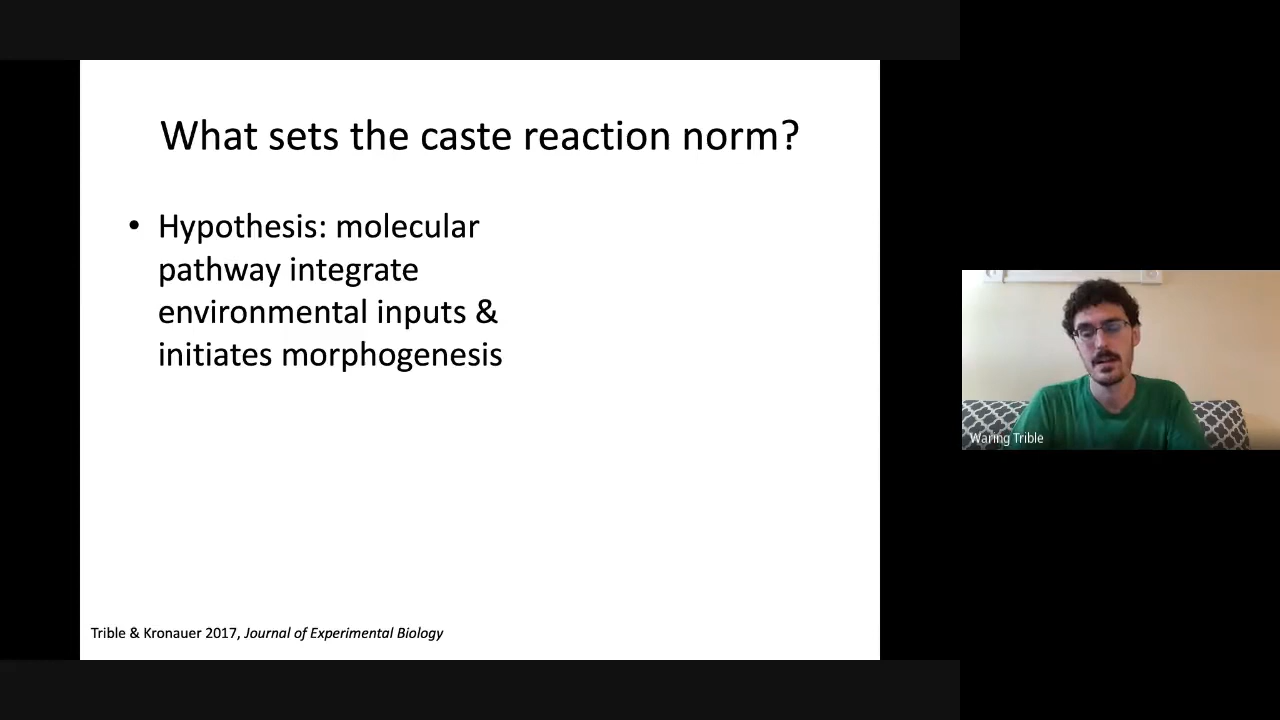 What sets the caste reaction norm?
• Hypothesis: molecular
pathway integrate
environmental inputs &
initiates morphogenesis
Waring Trible
Trible & Kronauer 2017, Journal of Experimental Biology